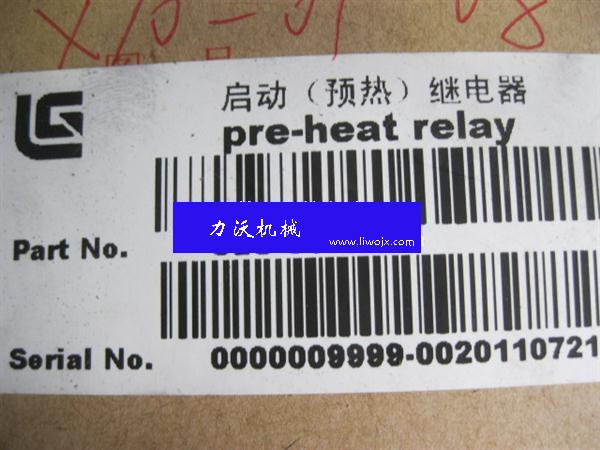 启动（预热）继电器
pre-heat relay
力沃机械
www.liwojx.com
Part No.
Serial No. 0000009999-0020110721